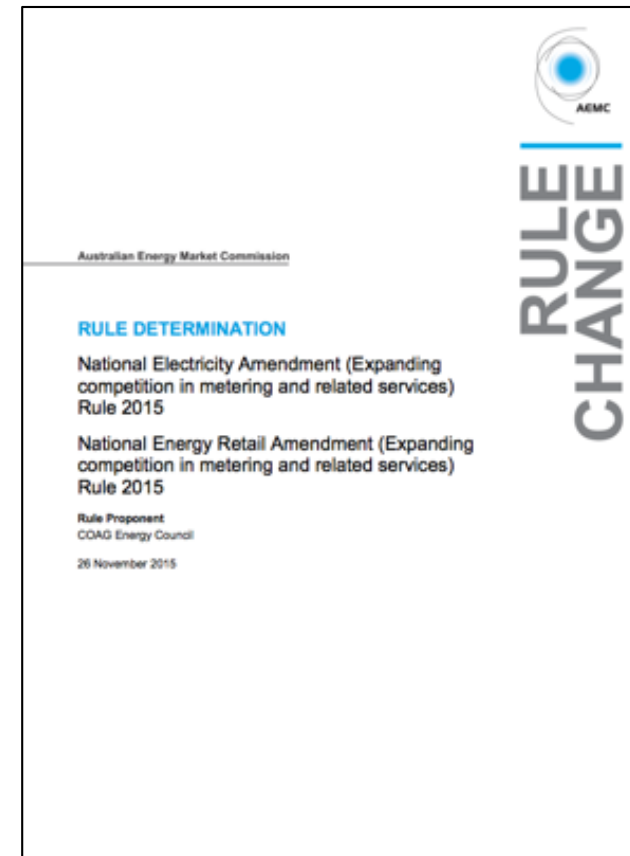 AEMC
RULE
CHANGE
Australian Energy Market Commission
RULE DETERMINATION
National Electricity Amendment (Expanding
competition in metering and related services)
Rule 2015
National Energy Retail Amendment (Expanding
competition in metering and related services)
Rule 2015
Rule Proponent
COAG Energy Council
26 November 2015